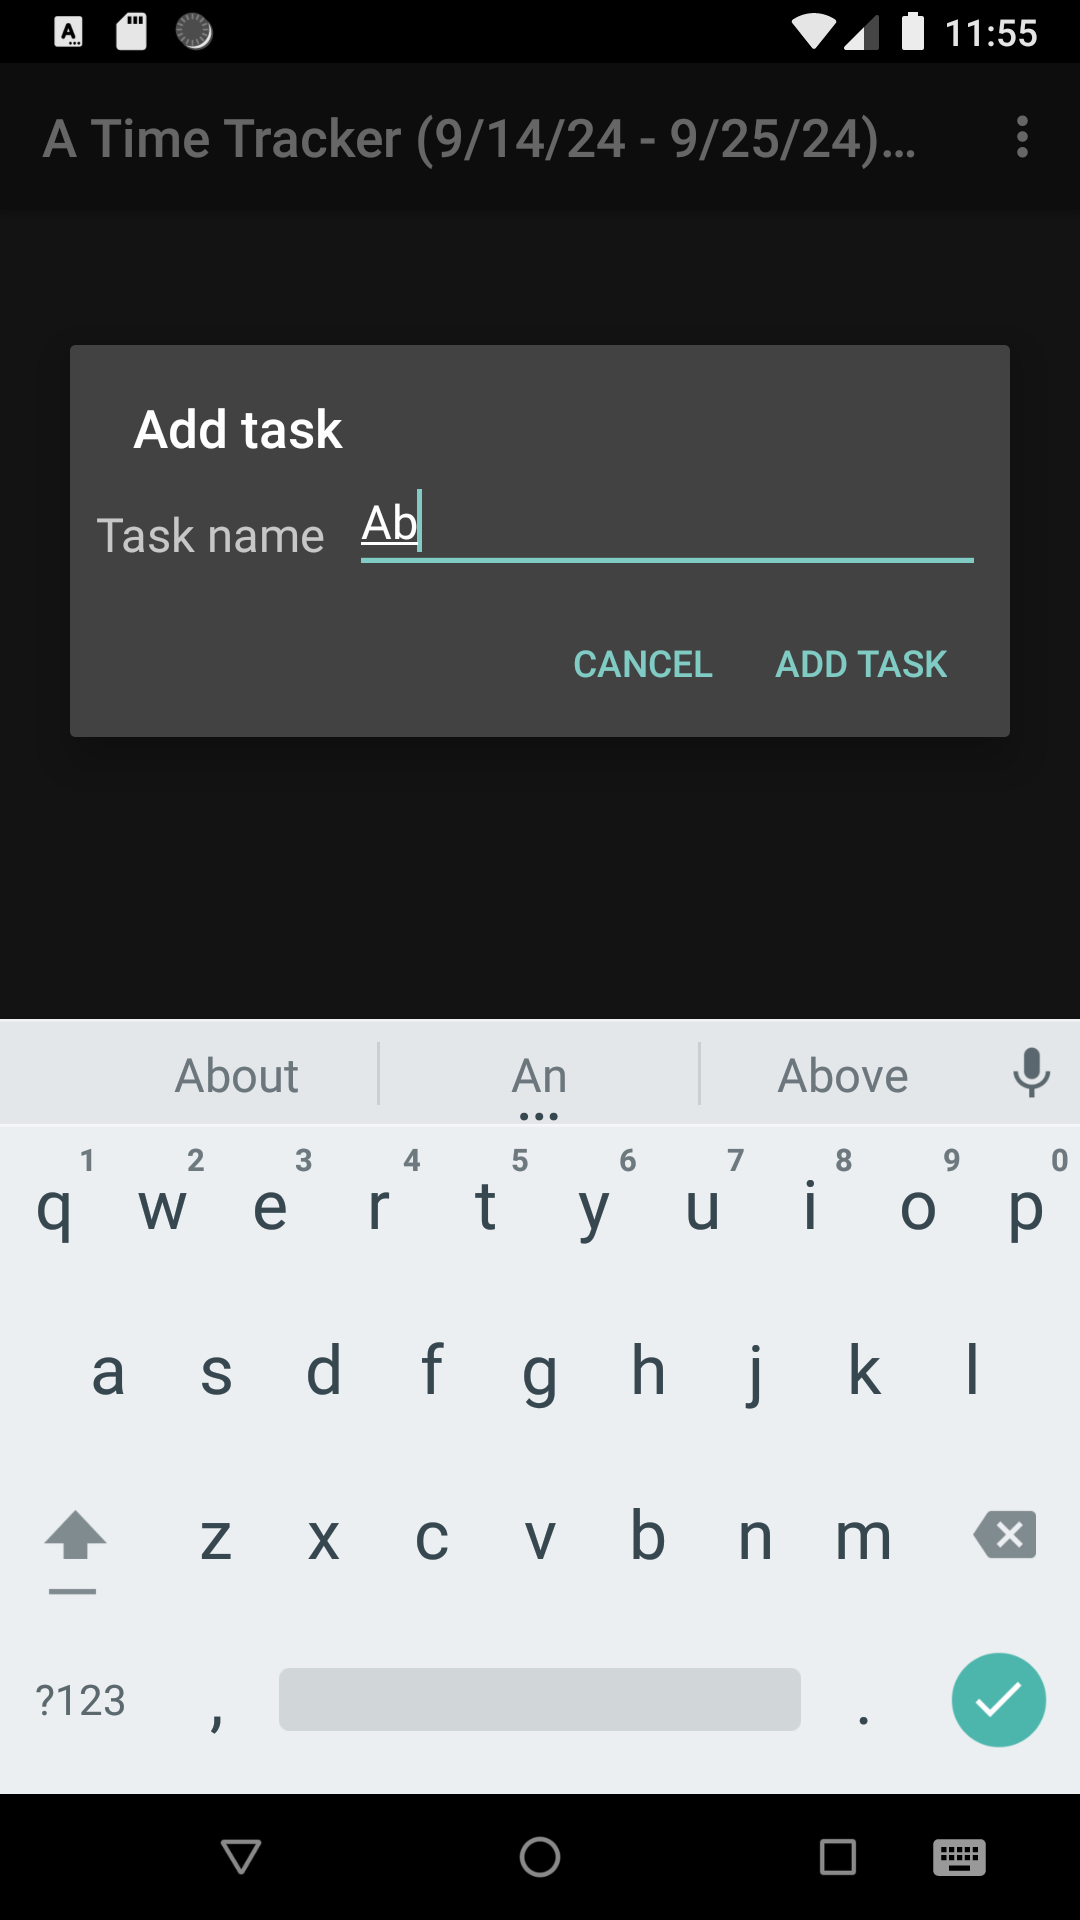 11:55
A Time Tracker (9/14/24 - 9/25/24)...
Add task
Task name Ab
CANCEL ADD TASK
About An Above
1 2 3 4 5 6 7 8 9 0
q w e r t y u i o p
a s d f g h j k l
z x c v b n m
?123 , .